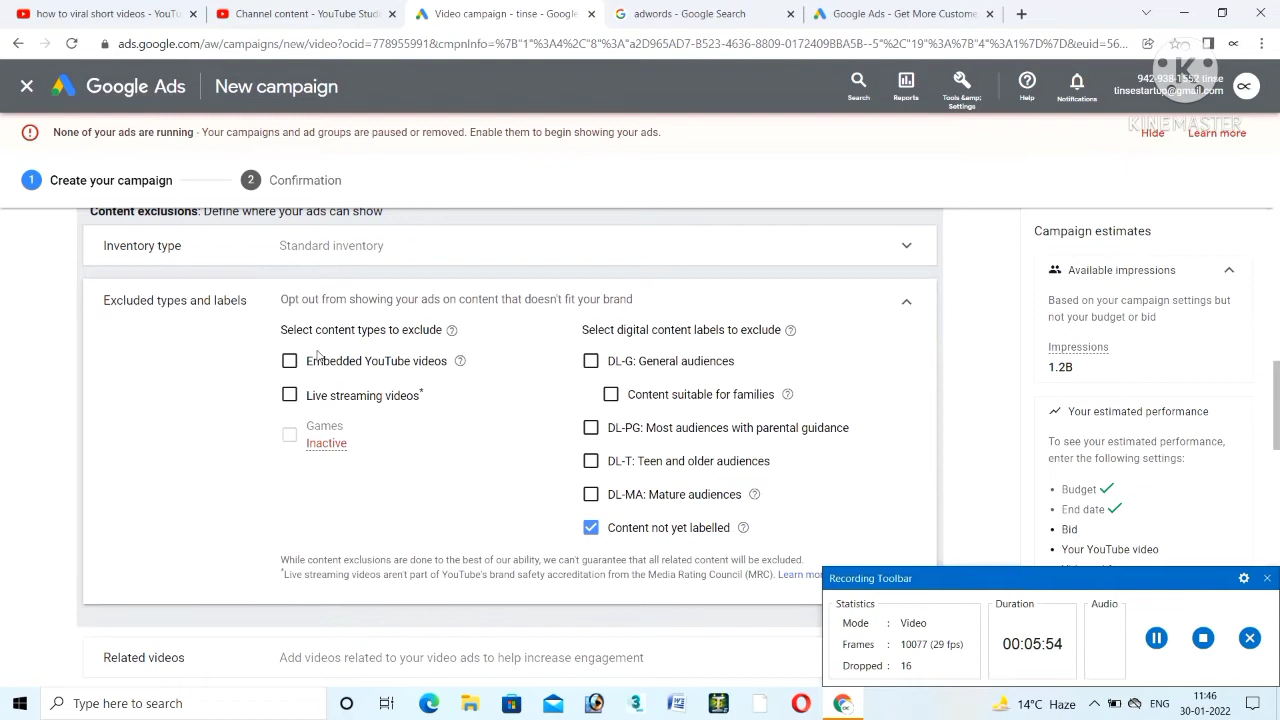 how to viral short videos - YouTu
Channel content - YouTube Studi
Video campaign - tinse - Google
adwords - Google Search
Google Ads - Get More Custome
ads.google.com/aw/campaigns/new/video?ocid=778955991&cmpnInfo=%7B"1"%3A4%2C"8"%3A"a2D965AD7-B523-4636-8809-0172409BBA5B--5"%2C"19"%3A%7B"4"%3A1%7D%7D&euid=56...
Google Ads
New campaign
Search
Reports
Tools &amp; Settings
Help
Notifications
942-938-1552 tinse
tinsestartup@gmail.com
K
KINEMASTER
None of your ads are running - Your campaigns and ad groups are paused or removed. Enable them to begin showing your ads.
Hide
Learn more
1 Create your campaign
2 Confirmation
Content exclusions: Define where your ads can show
Inventory type
Standard inventory
Excluded types and labels
Opt out from showing your ads on content that doesn't fit your brand
Select content types to exclude
Embedded YouTube videos
Live streaming videos*
Games
Inactive
Select digital content labels to exclude
DL-G: General audiences
Content suitable for families
DL-PG: Most audiences with parental guidance
DL-T: Teen and older audiences
DL-MA: Mature audiences
Content not yet labelled
While content exclusions are done to the best of our ability, we can't guarantee that all related content will be excluded.
*Live streaming videos aren't part of YouTube's brand safety accreditation from the Media Rating Council (MRC). Learn mo
Related videos
Add videos related to your video ads to help increase engagement
Campaign estimates
Available impressions
Based on your campaign settings but
not your budget or bid
Impressions
1.2B
Your estimated performance
To see your estimated performance,
enter the following settings:
• Budget
• End date
• Bid
• Your YouTube video
Recording Toolbar
Statistics
Mode : Video
Frames : 10077 (29 fps)
Dropped : 16
Duration
00:05:54
Audio
Type here to search
14°C Haze
ENG
11:46
30-01-2022